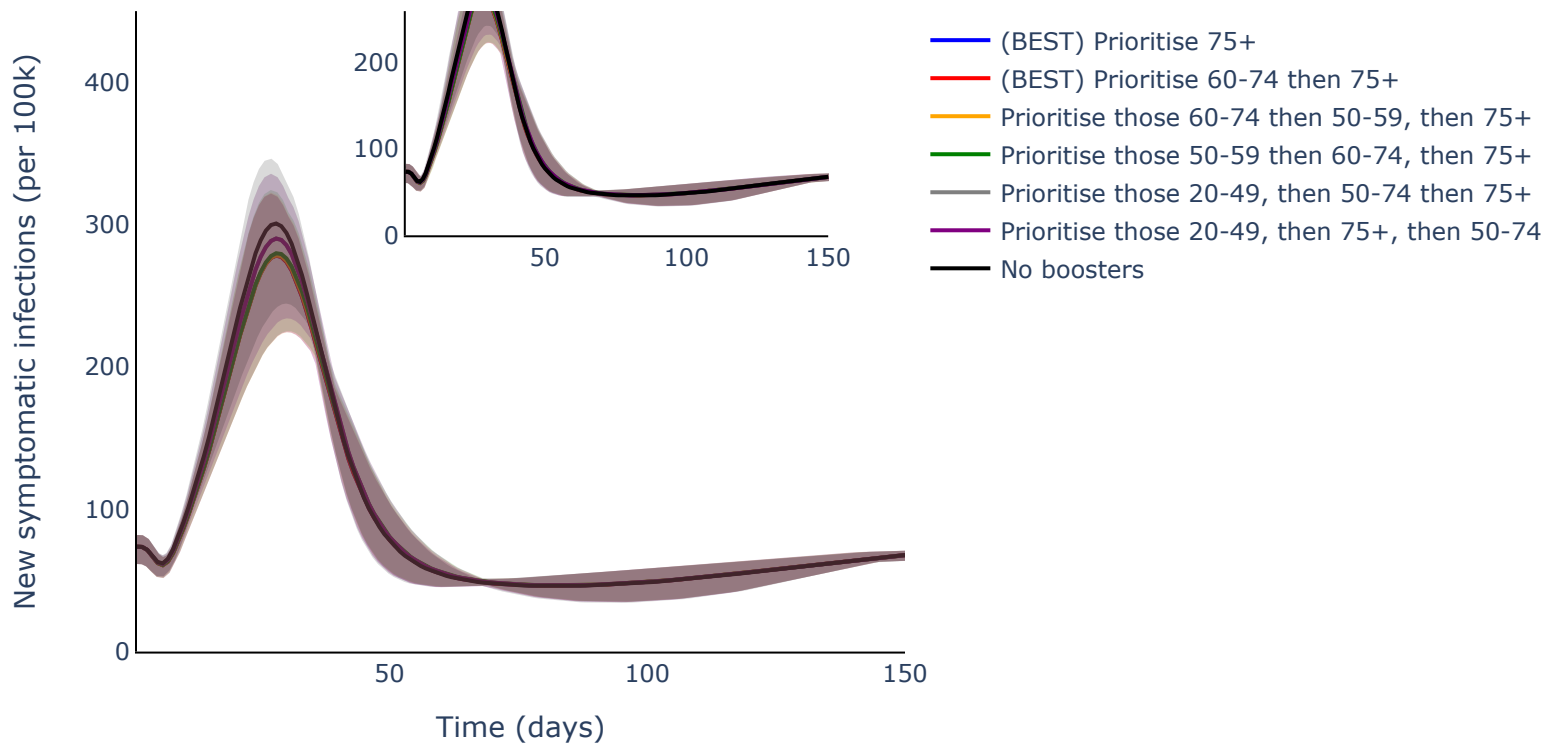 New symptomatic infections (per 100k)
400
300
200
100
0
50
100
150
Time (days)
200
100
0
50
100
150
(BEST) Prioritise 75+
(BEST) Prioritise 60-74 then 75+
Prioritise those 60-74 then 50-59, then 75+
Prioritise those 50-59 then 60-74, then 75+
Prioritise those 20-49, then 50-74 then 75+
Prioritise those 20-49, then 75+, then 50-74
No boosters